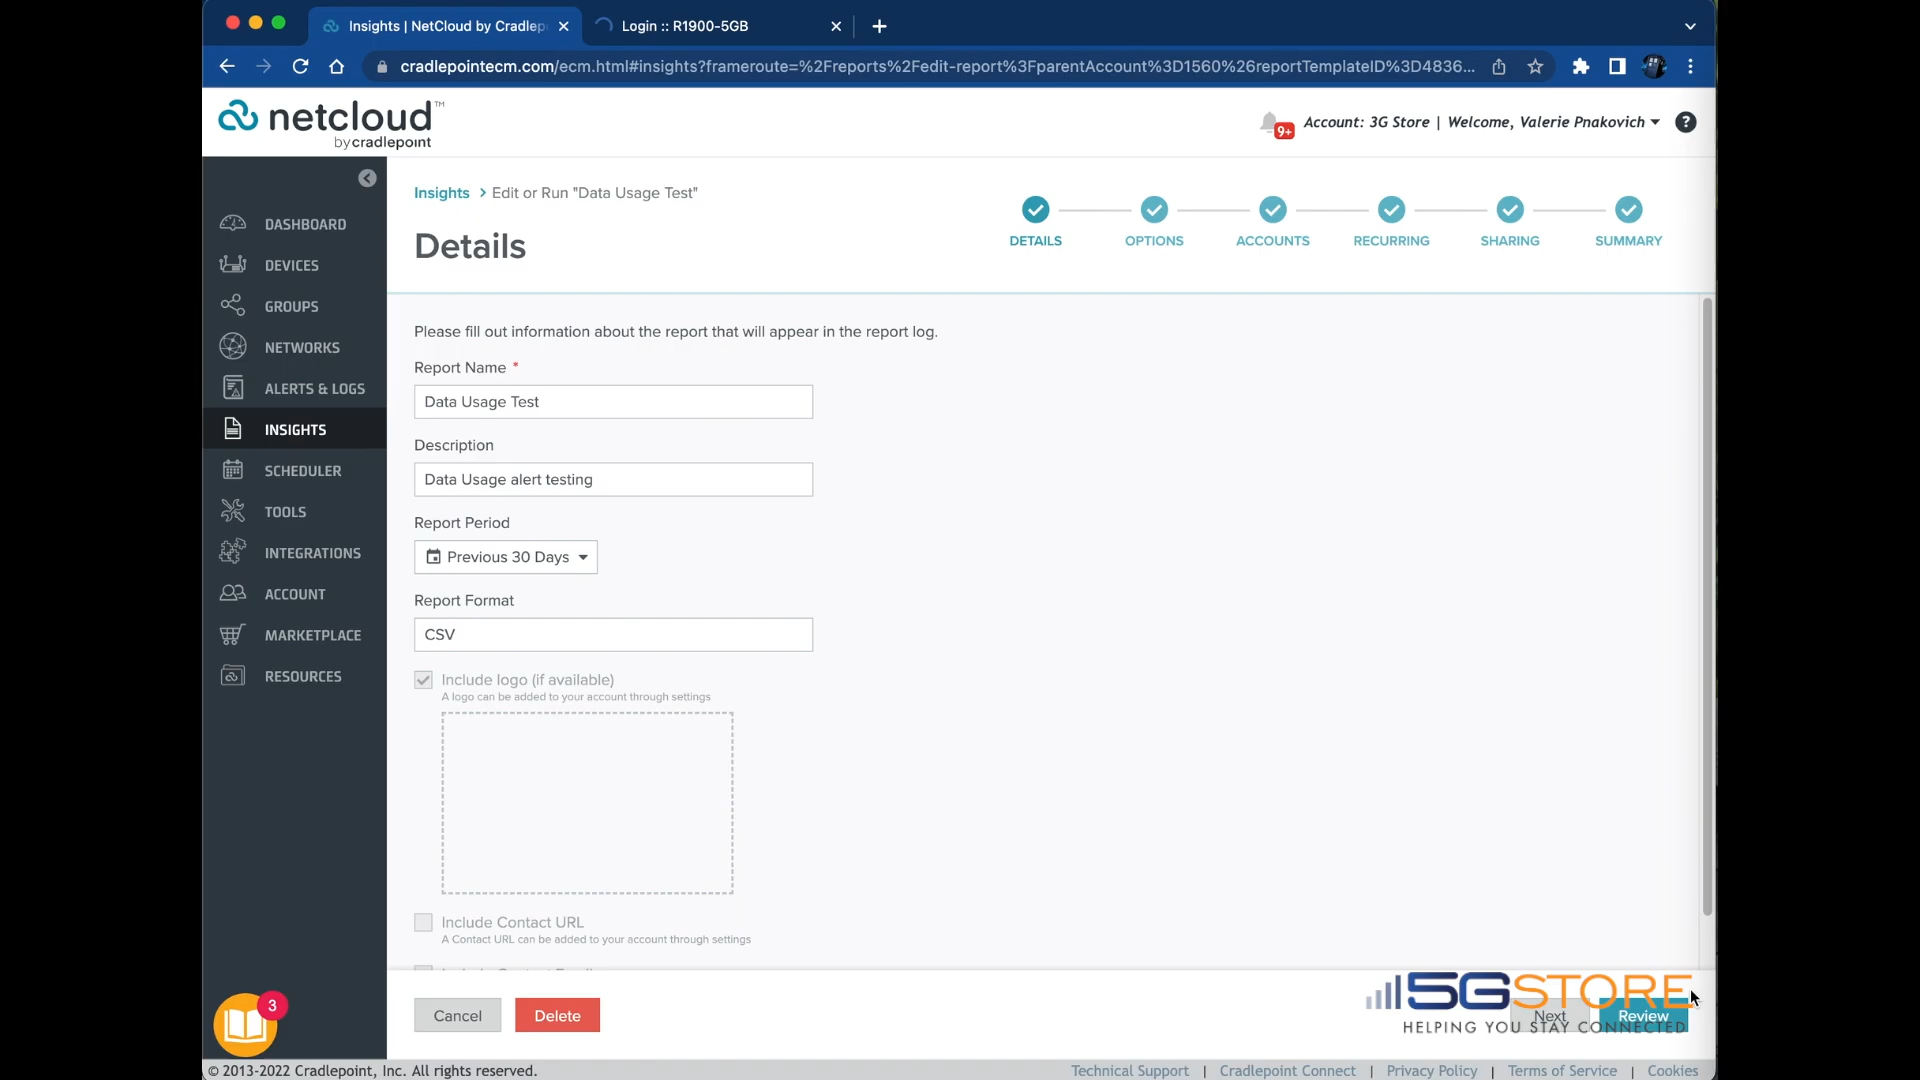 Insights | NetCloud by Cradlep
Login :: R1900-5GB
cradlepointecm.com/ecm.html#insights?frameroute=%2Freports%2Fedit-report%3FparentAccount%3D1560%26reportTemplateID%3D4836...
netcloud™
by cradlepoint
9+
Account: 3G Store | Welcome, Valerie Pnakovich
?
DASHBOARD
DEVICES
GROUPS
NETWORKS
ALERTS & LOGS
INSIGHTS
SCHEDULER
TOOLS
INTEGRATIONS
ACCOUNT
MARKETPLACE
RESOURCES
3
Insights > Edit or Run "Data Usage Test"
Details
DETAILS
OPTIONS
ACCOUNTS
RECURRING
SHARING
SUMMARY
Please fill out information about the report that will appear in the report log.
Report Name *
Data Usage Test
Description
Data Usage alert testing
Report Period
Previous 30 Days
Report Format
CSV
Include logo (if available)
A logo can be added to your account through settings
Include Contact URL
A Contact URL can be added to your account through settings
Cancel
Delete
Next
Review
5GSTORE
HELPING YOU STAY CONNECTED
© 2013-2022 Cradlepoint, Inc. All rights reserved.
Technical Support | Cradlepoint Connect | Privacy Policy | Terms of Service | Cookies